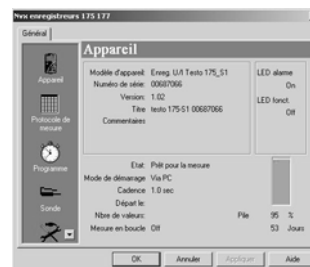 Nvx enregistreurs 175 177
Général
Appareil
Appareil
Protocole de mesure
Programme
Sonde
Modèle d'appareil: Enreg. U/I Testo 175_S1
Numéro de série: 00687066
Version: 1.02
Titre testo 175-S1 00687066
Commentaires
LED alarme
On
LED fonct.
Off
Etat: Prêt pour la mesure
Mode de démarrage Via PC
Cadence 1.0 sec
Départ le:
Nbre de valeurs:
Mesure en boucle Off
Pile 95 %
53 Jours
OK
Annuler
Appliquer
Aide